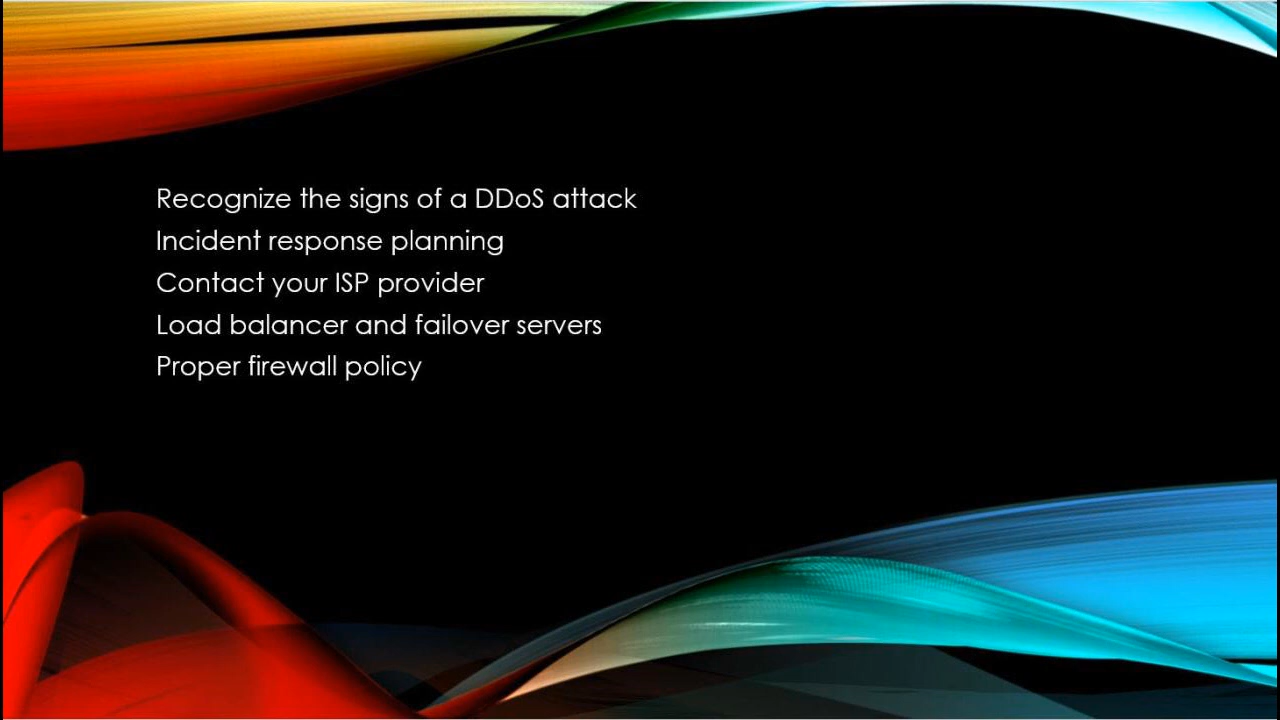 Recognize the signs of a DDoS attack
Incident response planning
Contact your ISP provider
Load balancer and failover servers
Proper firewall policy